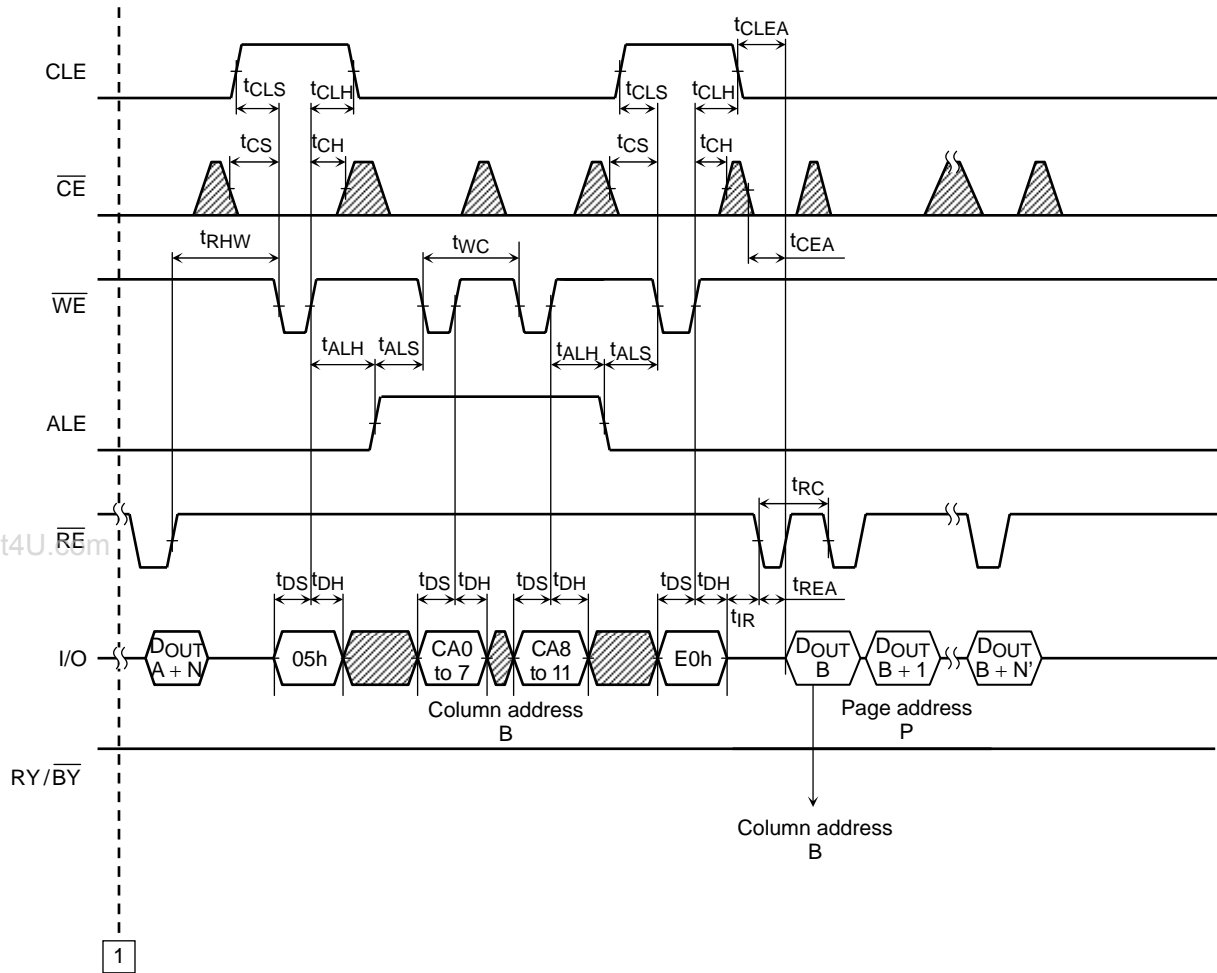 tCLEA
CLE
tCLS tCLH tCLS tCLH
tCS tCH tCS tCH
CE
tRHW tWC tCEA
WE
tALH tALS tALH tALS
ALE
tRC
RE
t4U.com
tDS tDH tDS tDH tDS tDH tDS tDH tREA
tIR
I/O
DOUT
A + N
05h
CA0
to 7
CA8
to 11
E0h
DOUT
B
DOUT
B + 1
DOUT
B + N’
Column address
B
Page address
P
RY/BY
Column address
B
1